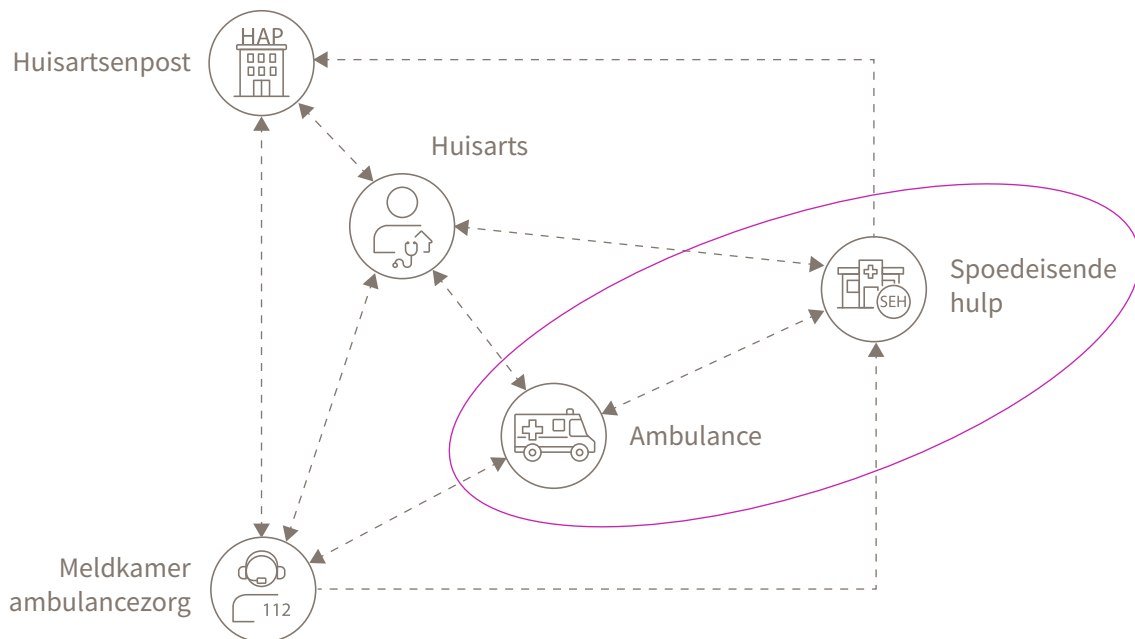 HAP
Huisartsenpost
Huisarts
Spoedeisende
hulp
SEH
Ambulance
Meldkamer
ambulancezorg
112